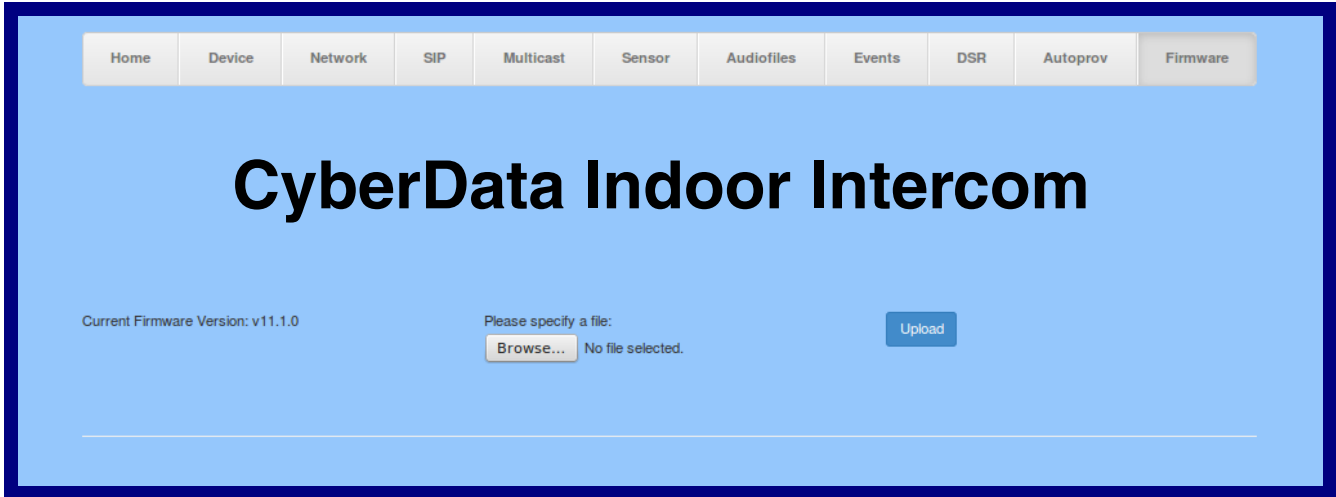 Home Device Network SIP Multicast Sensor Audiofiles Events DSR Autoprov Firmware
CyberData Indoor Intercom
Current Firmware Version: v11.1.0
Please specify a file:
Browse... No file selected.
Upload